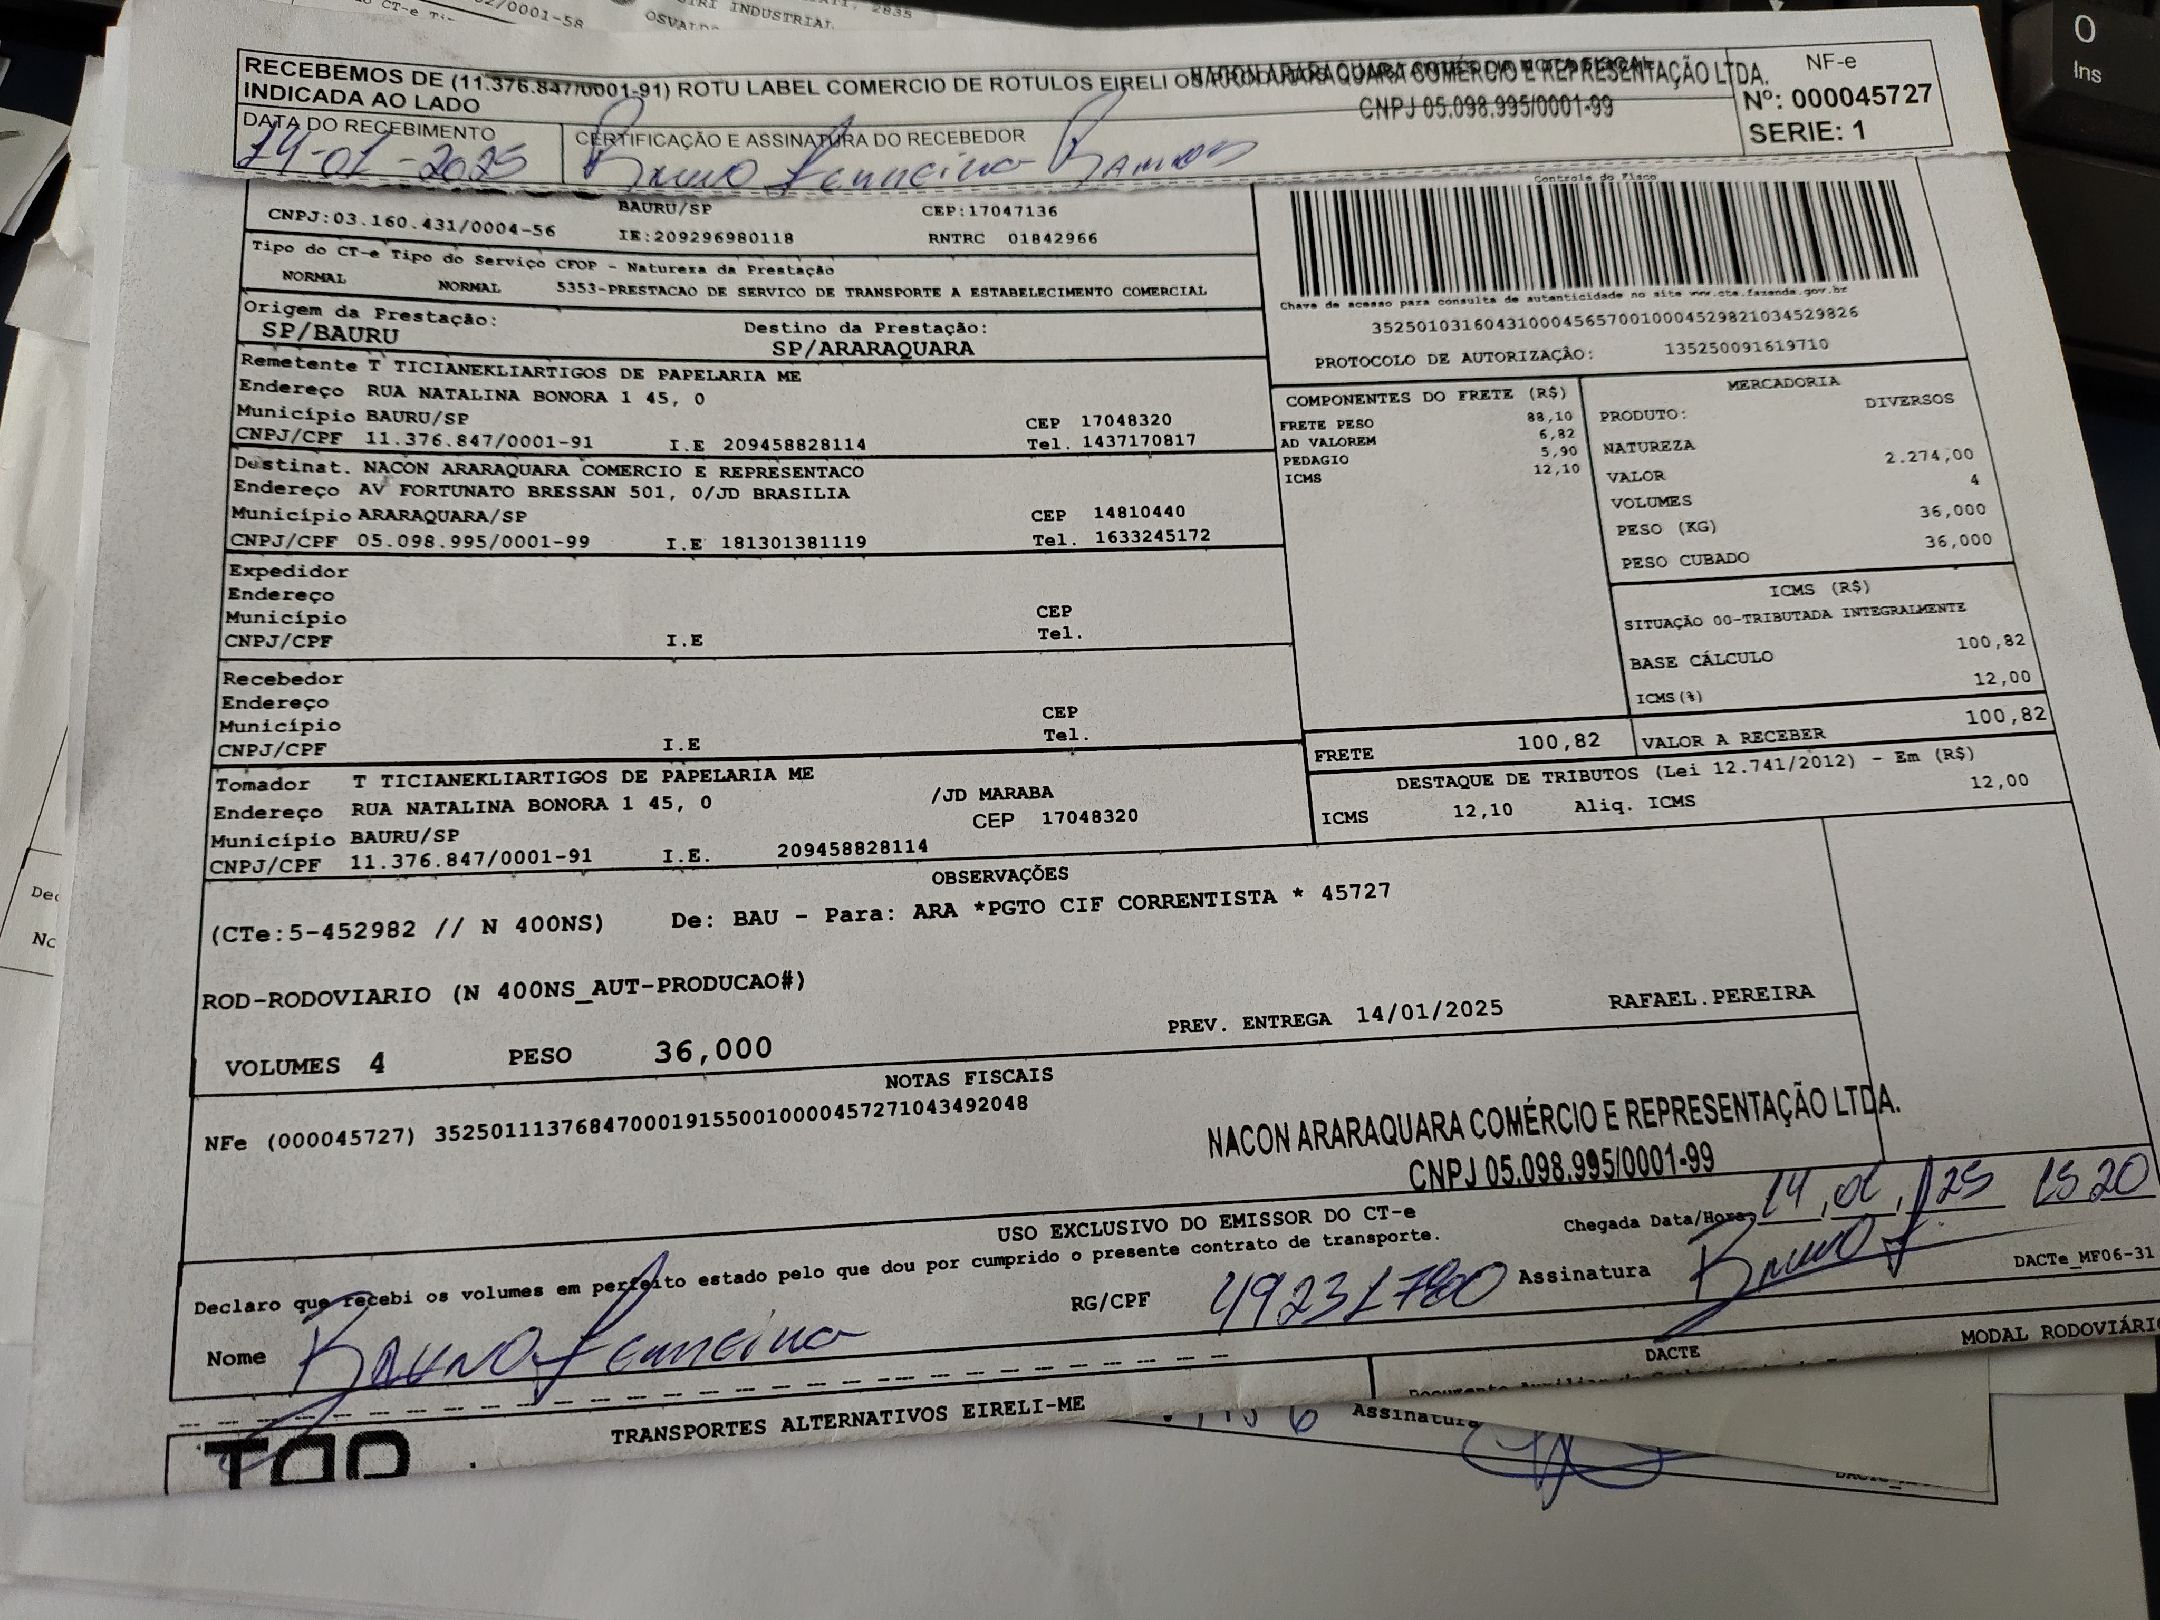 RECEBEMOS DE (11.376.847/0001-91) ROTU LABEL COMERCIO DE ROTULOS EIRELI OS
INDICADA AO LADO
NACON ARARAQUARA COMÉRCIO E REPRESENTAÇÃO LTDA.
CNPJ 05.098.995/0001-99
NF-e
Nº: 000045727
SERIE: 1
DATA DO RECEBIMENTO
14-01-2025
CERTIFICAÇÃO E ASSINATURA DO RECEBEDOR
Bruno Ferreira Ramos
CNPJ:03.160.431/0004-56 BAURU/SP CEP:17047136
IE:209296980118 RNTRC 01842966
Tipo do CT-e Tipo do Serviço CFOP - Natureza da Prestação
NORMAL NORMAL 5353-PRESTACAO DE SERVICO DE TRANSPORTE A ESTABELECIMENTO COMERCIAL
Origem da Prestação: Destino da Prestação:
SP/BAURU SP/ARARAQUARA
Controle do Fisco
Chave de acesso para consulta de autenticidade no site www.cte.fazenda.gov.br
35250103160431000456570010004529821034529826
PROTOCOLO DE AUTORIZAÇÃO: 135250091619710
Remetente T TICIANEKLIARTIGOS DE PAPELARIA ME
Endereço RUA NATALINA BONORA 1 45, 0
Município BAURU/SP CEP 17048320
CNPJ/CPF 11.376.847/0001-91 I.E 209458828114 Tel. 1437170817
Destinat. NACON ARARAQUARA COMERCIO E REPRESENTACO
Endereço AV FORTUNATO BRESSAN 501, 0/JD BRASILIA
Município ARARAQUARA/SP CEP 14810440
CNPJ/CPF 05.098.995/0001-99 I.E 181301381119 Tel. 1633245172
Expedidor
Endereço
Município CEP
CNPJ/CPF I.E Tel.
Recebedor
Endereço
Município CEP
CNPJ/CPF I.E Tel.
Tomador T TICIANEKLIARTIGOS DE PAPELARIA ME
Endereço RUA NATALINA BONORA 1 45, 0 /JD MARABA
Município BAURU/SP CEP 17048320
CNPJ/CPF 11.376.847/0001-91 I.E. 209458828114
COMPONENTES DO FRETE (R$)
FRETE PESO 88,10
AD VALOREM 6,82
PEDAGIO 5,90
ICMS 12,10
MERCADORIA
PRODUTO: DIVERSOS
NATUREZA
VALOR 2.274,00
VOLUMES 4
PESO (KG) 36,000
PESO CUBADO 36,000
ICMS (R$)
SITUAÇÃO 00-TRIBUTADA INTEGRALMENTE
BASE CÁLCULO 100,82
ICMS(%) 12,00
FRETE 100,82 VALOR A RECEBER 100,82
DESTAQUE DE TRIBUTOS (Lei 12.741/2012) - Em (R$)
ICMS 12,10 Aliq. ICMS 12,00
OBSERVAÇÕES
(CTe:5-452982 // N 400NS) De: BAU - Para: ARA *PGTO CIF CORRENTISTA * 45727
ROD-RODOVIARIO (N 400NS_AUT-PRODUCAO#)
PREV. ENTREGA 14/01/2025 RAFAEL.PEREIRA
VOLUMES 4 PESO 36,000
NOTAS FISCAIS
NFe (000045727) 35250111376847000191550010000457271043492048
NACON ARARAQUARA COMÉRCIO E REPRESENTAÇÃO LTDA.
CNPJ 05.098.995/0001-99
USO EXCLUSIVO DO EMISSOR DO CT-e
Chegada Data/Hora 14,01,25 1520
Declaro que recebi os volumes em perfeito estado pelo que dou por cumprido o presente contrato de transporte.
Nome Bruno Ferreira RG/CPF 49231780 Assinatura Bruno F
DACTe_MF06-31
DACTE MODAL RODOVIÁRIO
TRANSPORTES ALTERNATIVOS EIRELI-ME
Assinatura
O
Ins